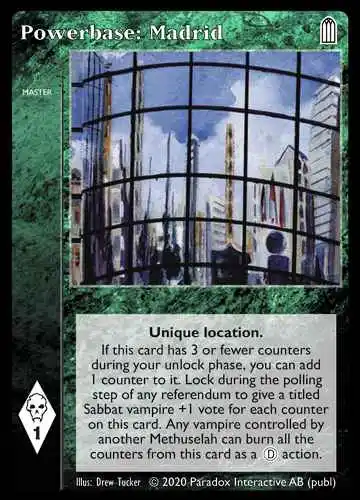 Powerbase: Madrid
MASTER
Unique location.
If this card has 3 or fewer counters
during your unlock phase, you can add
1 counter to it. Lock during the polling
step of any referendum to give a titled
Sabbat vampire +1 vote for each counter
on this card. Any vampire controlled by
another Methuselah can burn all the
counters from this card as a Ⓓ action.
1
Illus: Drew Tucker © 2020 Paradox Interactive AB (publ)